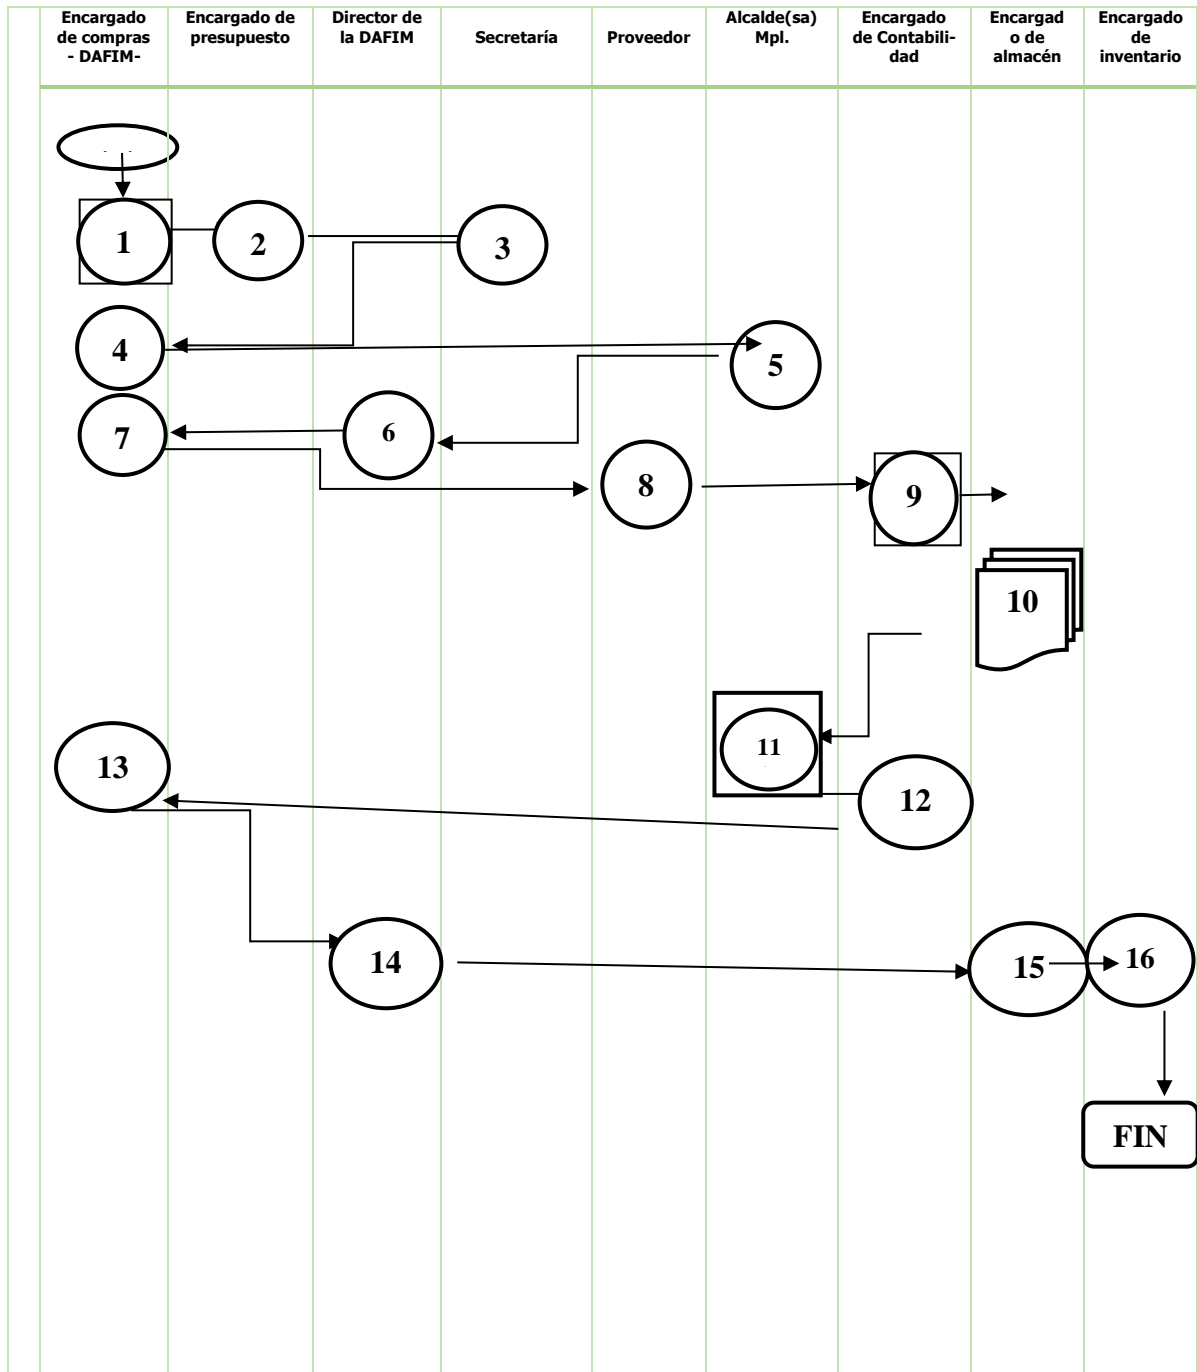 Encargado
de compras
- DAFIM-
Encargado de
presupuesto
Director de
la DAFIM
Secretaría
Proveedor
Alcalde(sa)
Mpl.
Encargado
de Contabili-
dad
Encargad
o de
almacén
Encargado
de
inventario
1
2
3
4
5
7
6
8
9
10
11
13
12
14
15
16
FIN